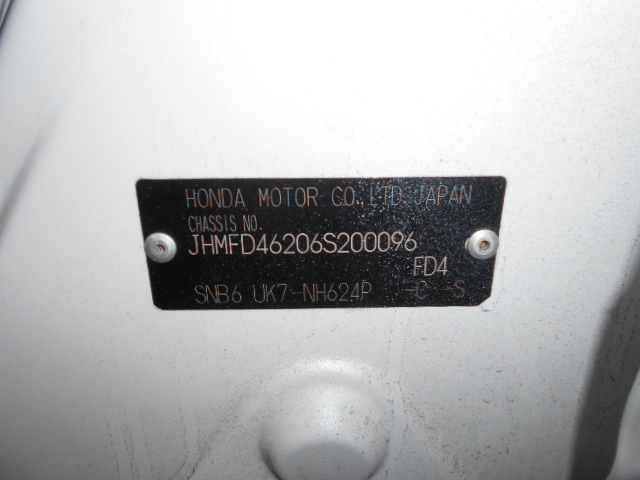 HONDA MOTOR CO.,LTD.JAPAN
CHASSIS NO.
JHMFD46206S200096
FD4
SNB6 UK7-NH624P -C S